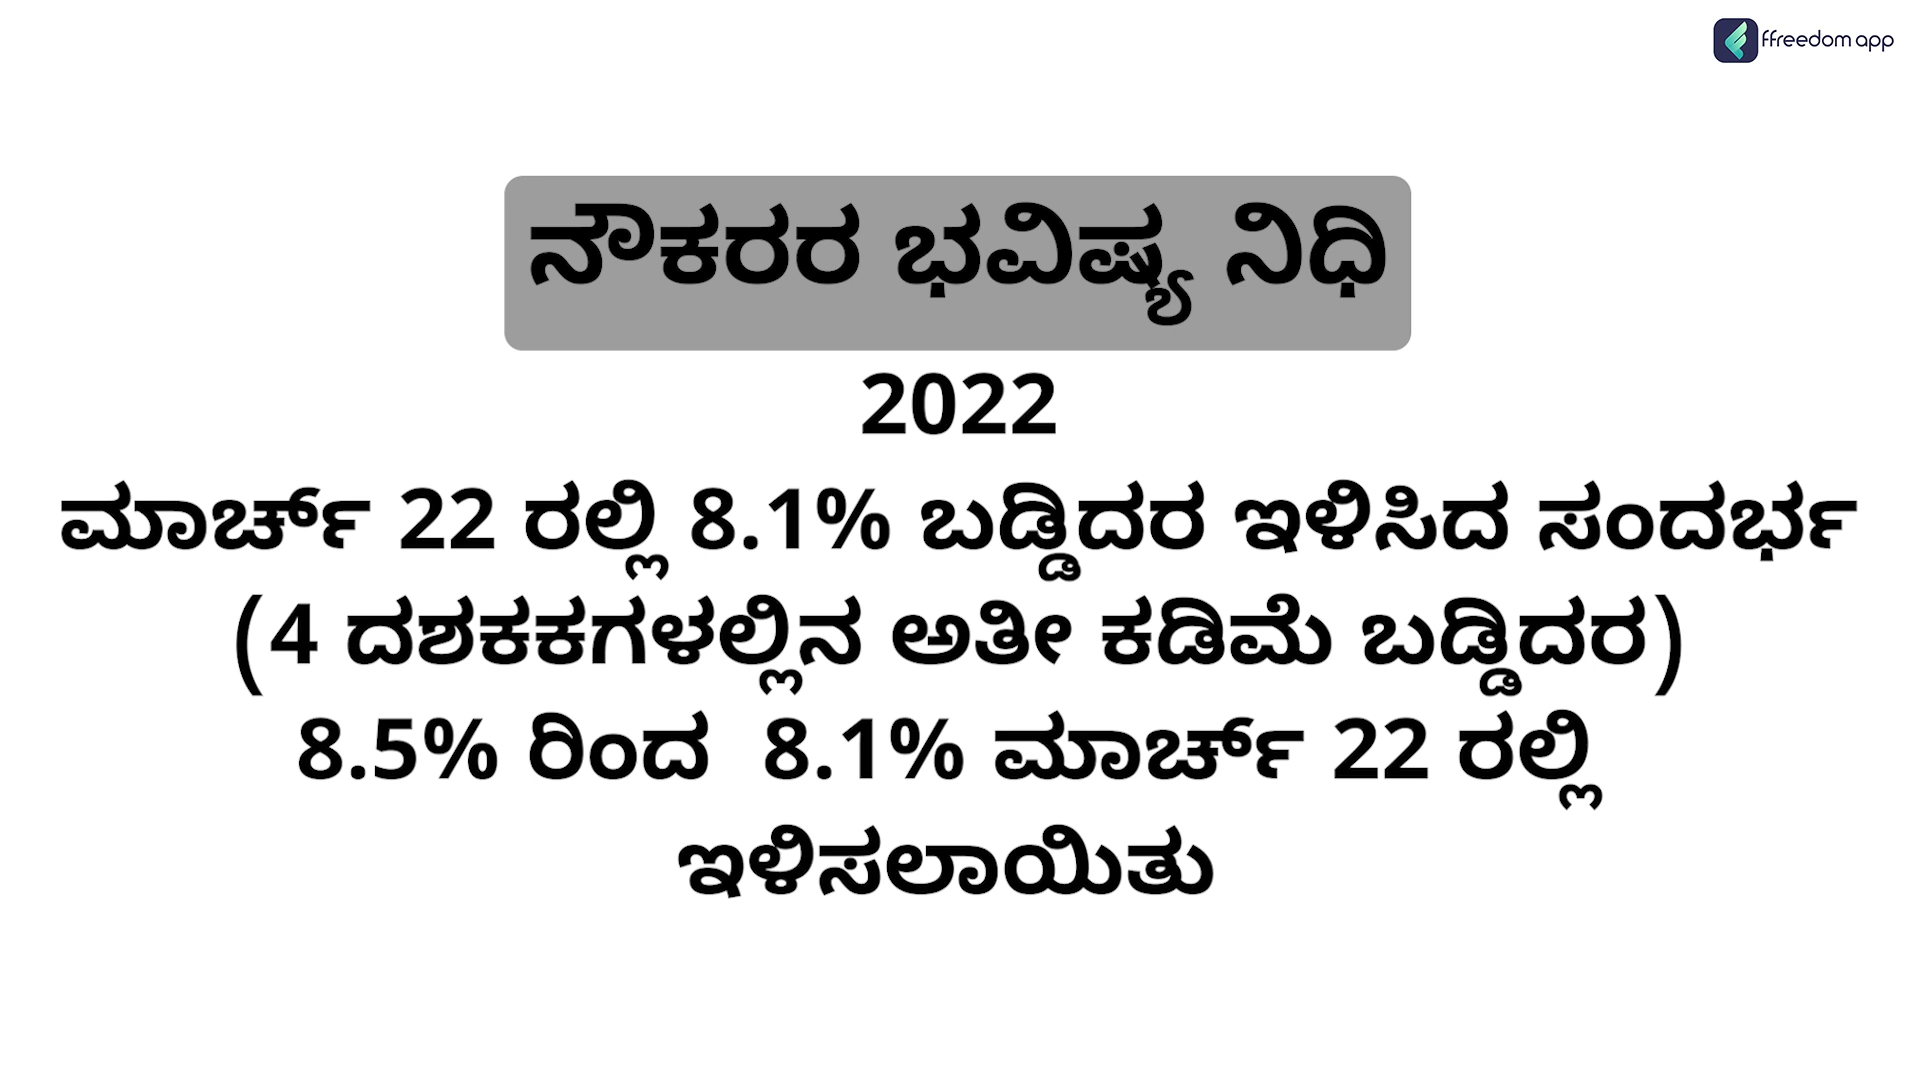 ffreedom app
ನೌಕರರ ಭವಿಷ್ಯ ನಿಧಿ
2022
ಮಾರ್ಚ್ 22 ರಲ್ಲಿ 8.1% ಬಡ್ಡಿದರ ಇಳಿಸಿದ ಸಂದರ್ಭ
(4 ದಶಕಕಗಳಲ್ಲಿನ ಅತೀ ಕಡಿಮೆ ಬಡ್ಡಿದರ)
8.5% ರಿಂದ 8.1% ಮಾರ್ಚ್ 22 ರಲ್ಲಿ
ಇಳಿಸಲಾಯಿತು